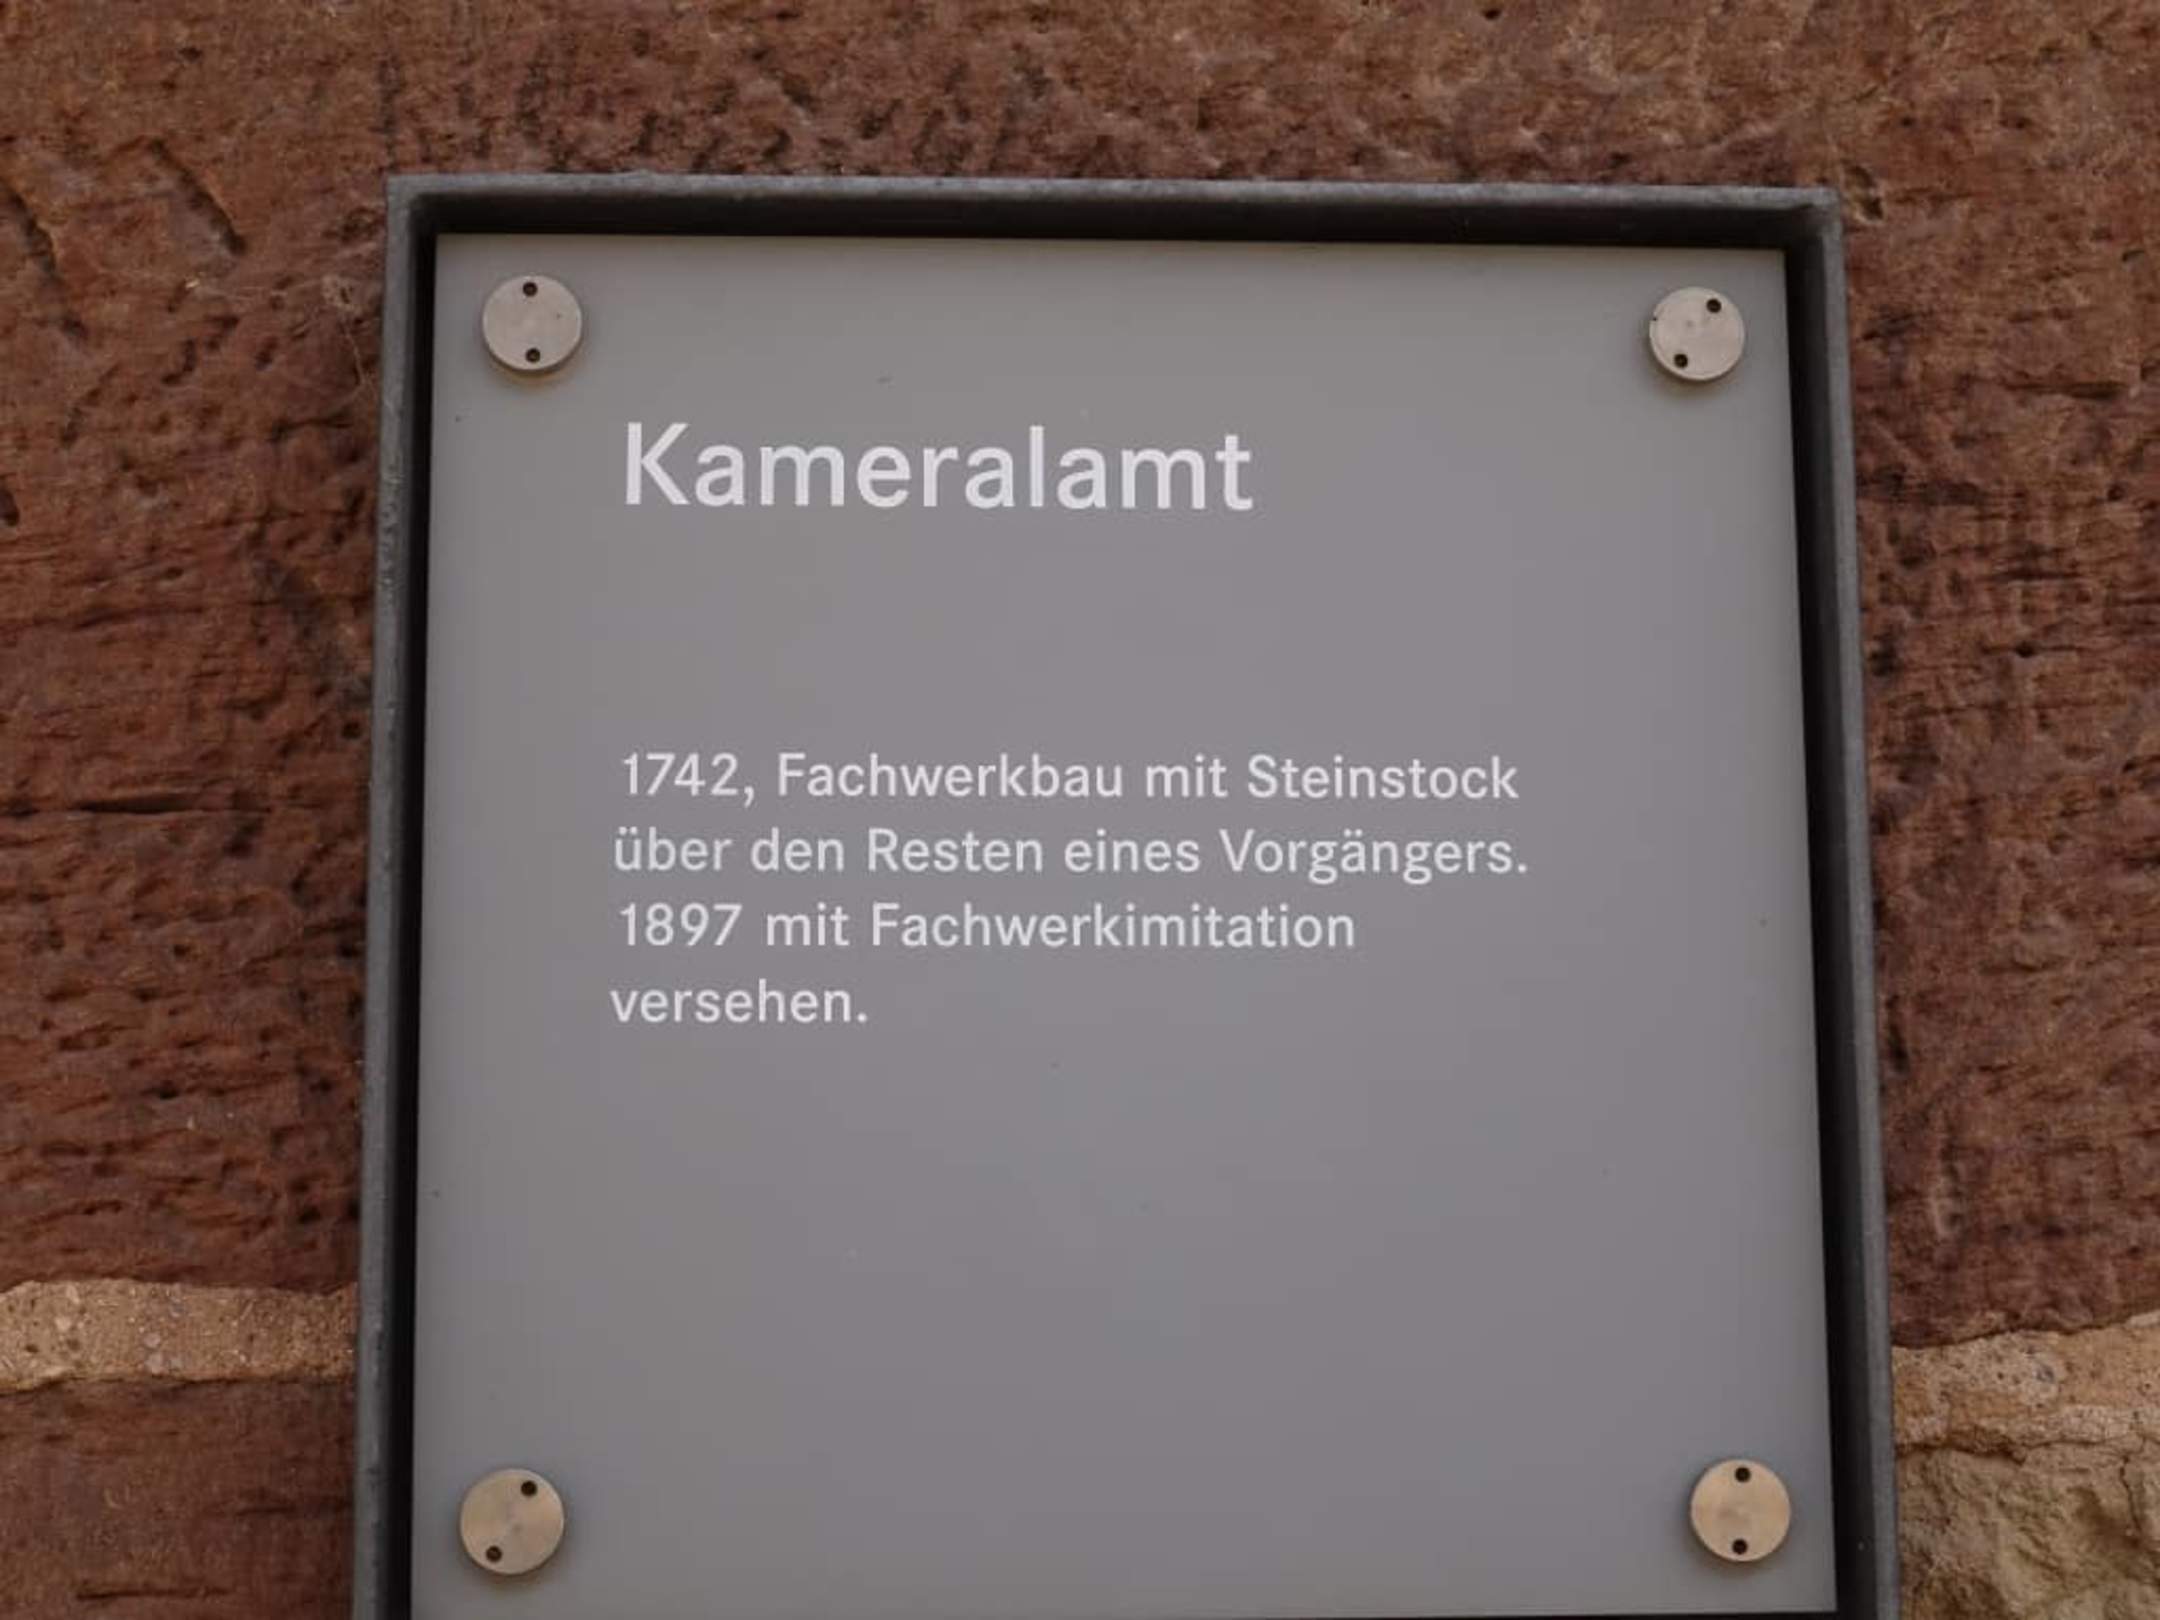 Kameralamt
1742, Fachwerkbau mit Steinstock
über den Resten eines Vorgängers.
1897 mit Fachwerkimitation
versehen.